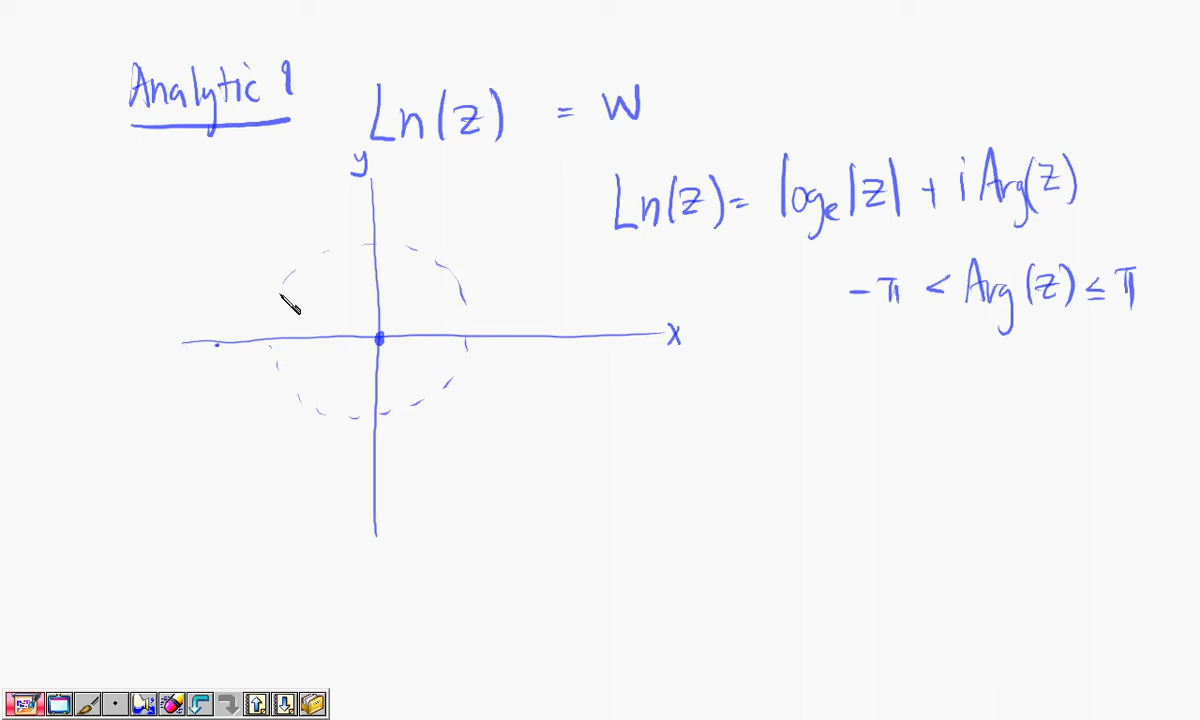 Analytic ?
Ln(z) = w
Ln(z) = log_e |z| + i Arg(z)
-π < Arg(z) ≤ π
y
x